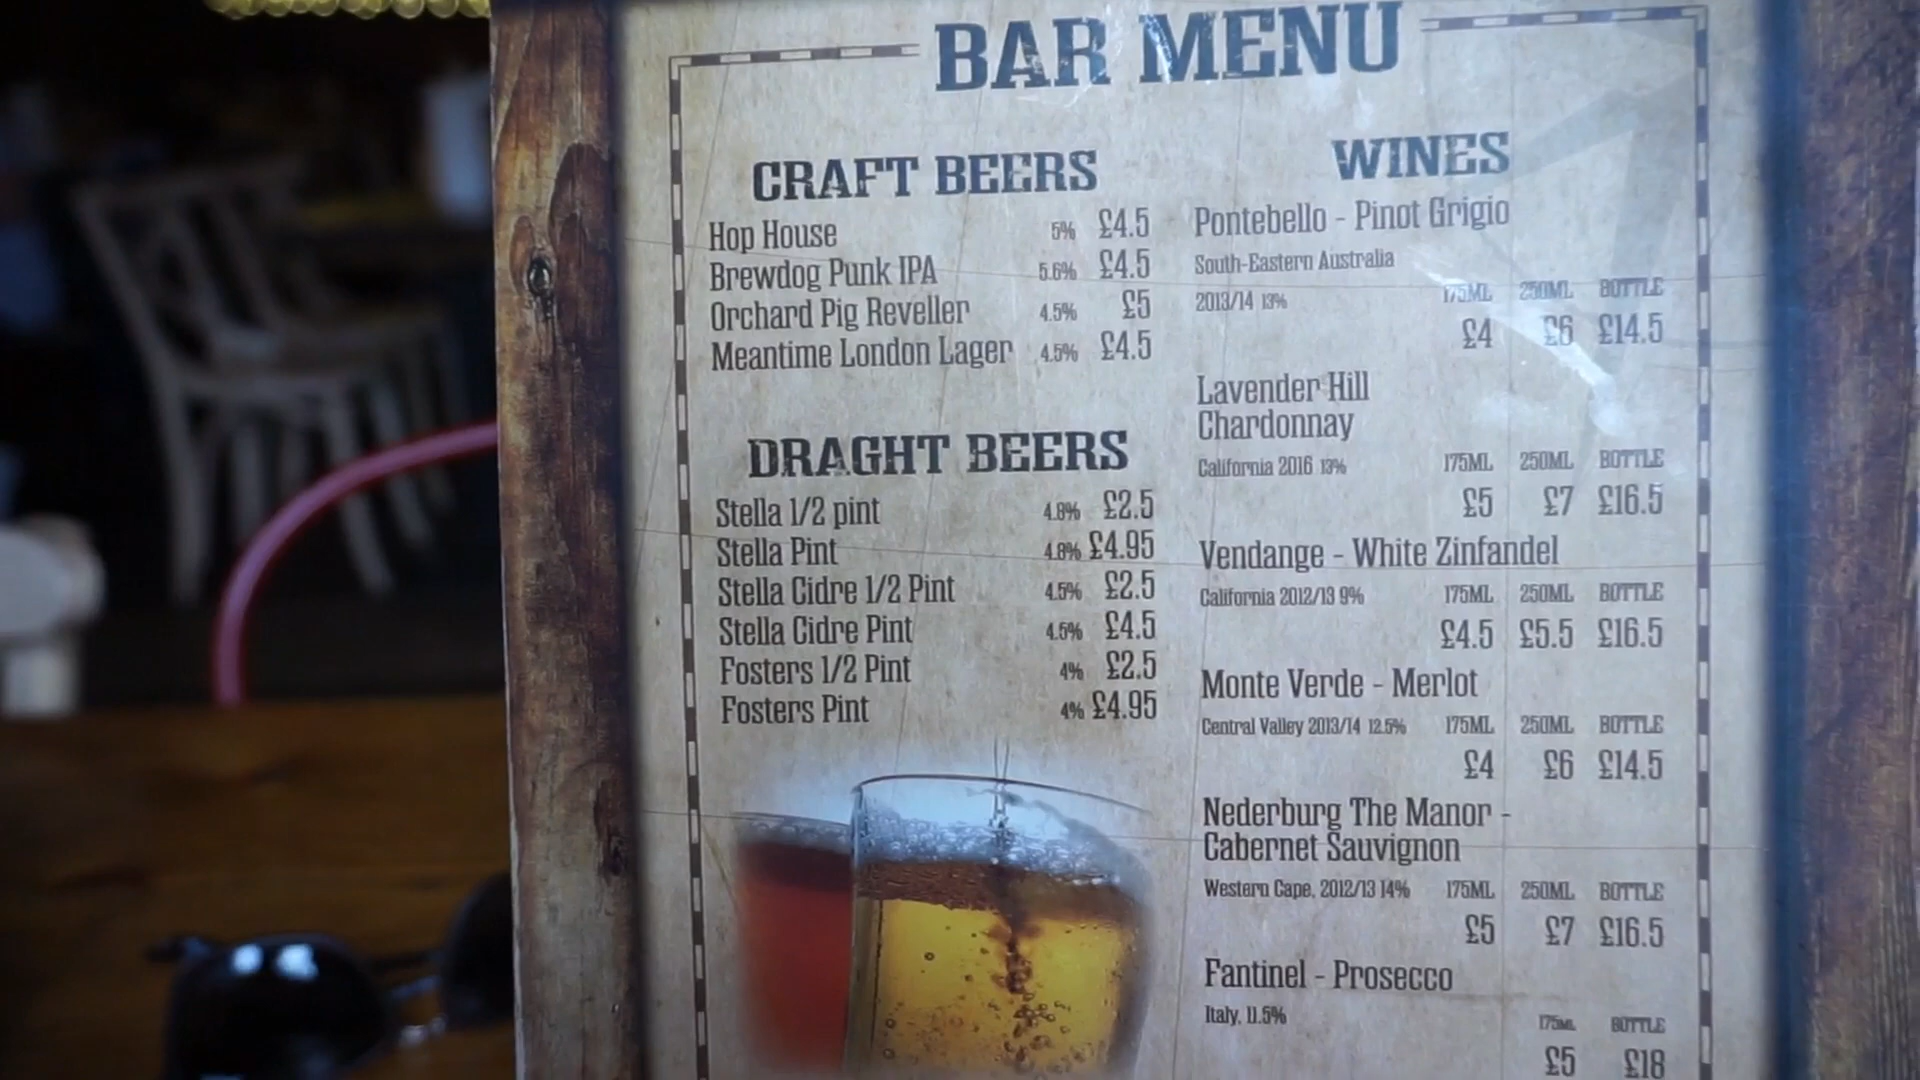 BAR MENU
CRAFT BEERS
Hop House 5% £4.5
Brewdog Punk IPA 5.6% £4.5
Orchard Pig Reveller 4.5% £5
Meantime London Lager 4.5% £4.5
DRAGHT BEERS
Stella 1/2 pint 4.8% £2.5
Stella Pint 4.8% £4.95
Stella Cidre 1/2 Pint 4.5% £2.5
Stella Cidre Pint 4.5% £4.5
Fosters 1/2 Pint 4% £2.5
Fosters Pint 4% £4.95
WINES
Pontebello - Pinot Grigio
South-Eastern Australia
2013/14 13% 175ML 250ML BOTTLE
£4 £6 £14.5
Lavender Hill
Chardonnay
California 2016 13% 175ML 250ML BOTTLE
£5 £7 £16.5
Vendange - White Zinfandel
California 2012/13 9% 175ML 250ML BOTTLE
£4.5 £5.5 £16.5
Monte Verde - Merlot
Central Valley 2013/14 12.5% 175ML 250ML BOTTLE
£4 £6 £14.5
Nederburg The Manor -
Cabernet Sauvignon
Western Cape, 2012/13 14% 175ML 250ML BOTTLE
£5 £7 £16.5
Fantinel - Prosecco
Italy, 11.5%
175ML BOTTLE
£5 £18